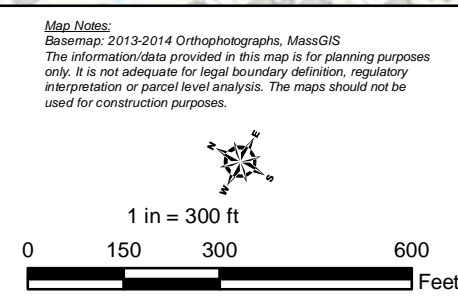 Map Notes:
Basemap: 2013-2014 Orthophotographs, MassGIS
The information/data provided in this map is for planning purposes
only. It is not adequate for legal boundary definition, regulatory
interpretation or parcel level analysis. The maps should not be
used for construction purposes.
N E
W S
1 in = 300 ft
0 150 300 600
Feet